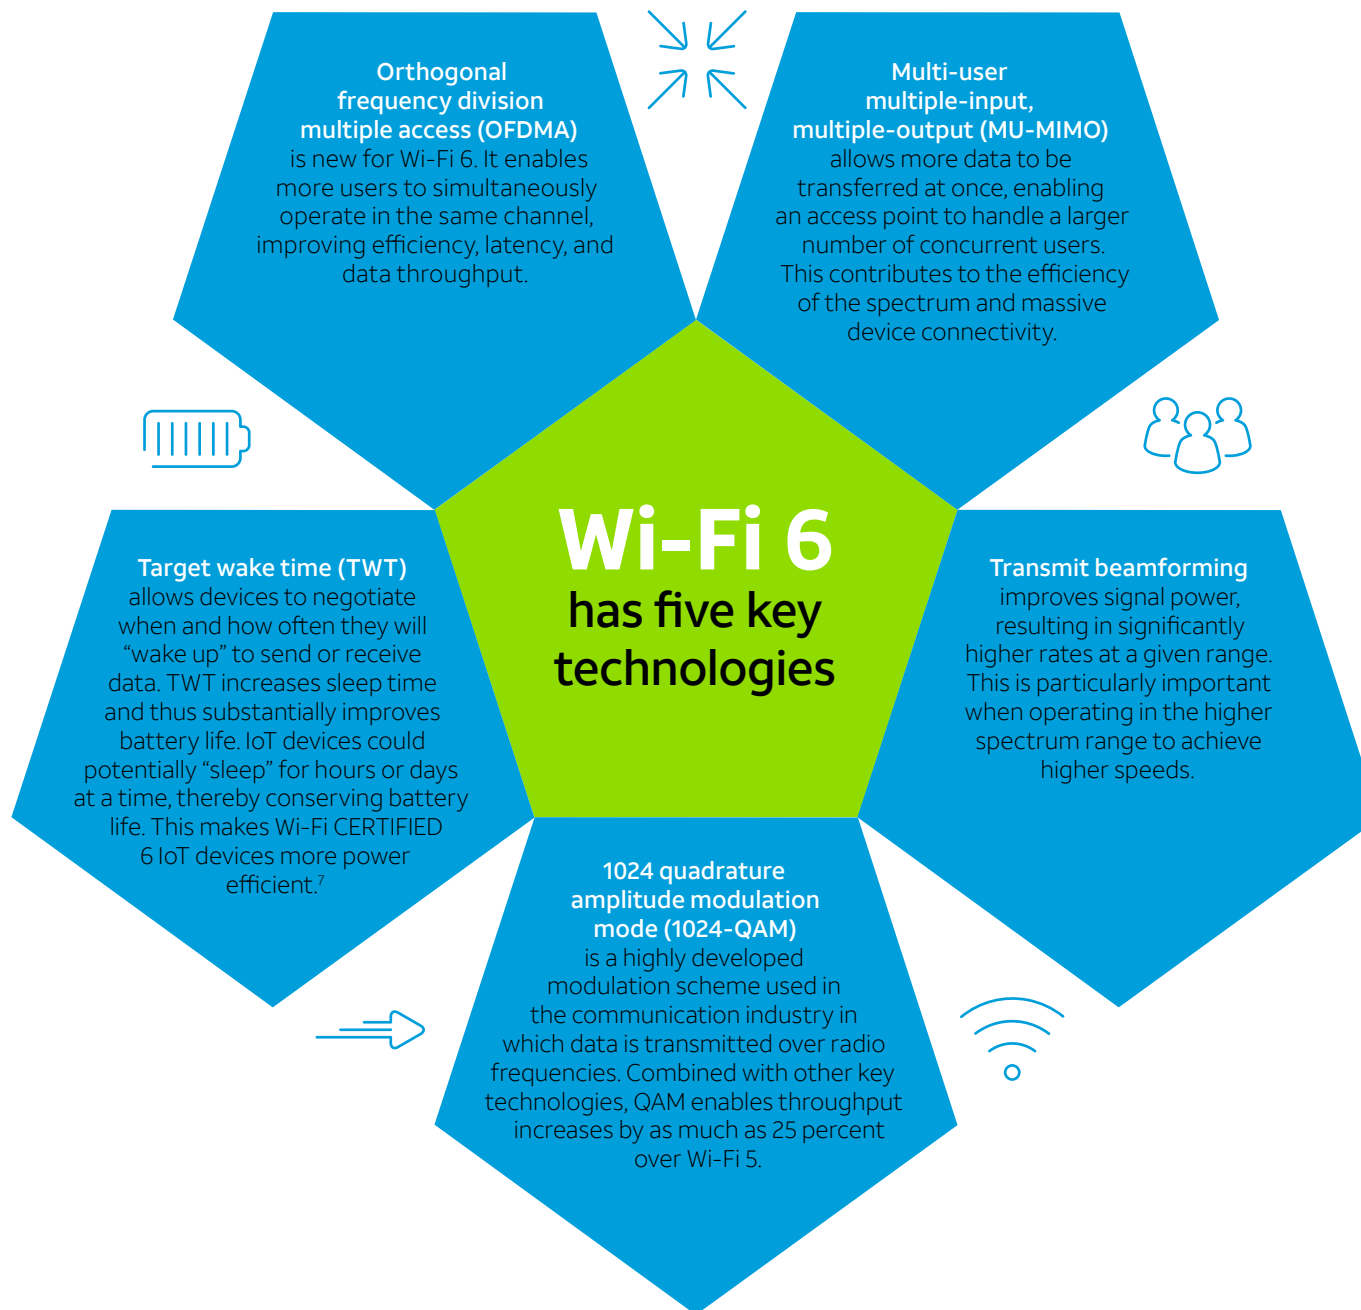 Orthogonal
frequency division
multiple access (OFDMA)
is new for Wi-Fi 6. It enables
more users to simultaneously
operate in the same channel,
improving efficiency, latency, and
data throughput.
Multi-user
multiple-input,
multiple-output (MU-MIMO)
allows more data to be
transferred at once, enabling
an access point to handle a larger
number of concurrent users.
This contributes to the efficiency
of the spectrum and massive
device connectivity.
Wi-Fi 6
has five key
technologies
Target wake time (TWT)
allows devices to negotiate
when and how often they will
“wake up” to send or receive
data. TWT increases sleep time
and thus substantially improves
battery life. IoT devices could
potentially “sleep” for hours or days
at a time, thereby conserving battery
life. This makes Wi-Fi CERTIFIED
6 IoT devices more power
efficient.⁷
Transmit beamforming
improves signal power,
resulting in significantly
higher rates at a given range.
This is particularly important
when operating in the higher
spectrum range to achieve
higher speeds.
1024 quadrature
amplitude modulation
mode (1024-QAM)
is a highly developed
modulation scheme used in
the communication industry in
which data is transmitted over radio
frequencies. Combined with other key
technologies, QAM enables throughput
increases by as much as 25 percent
over Wi-Fi 5.